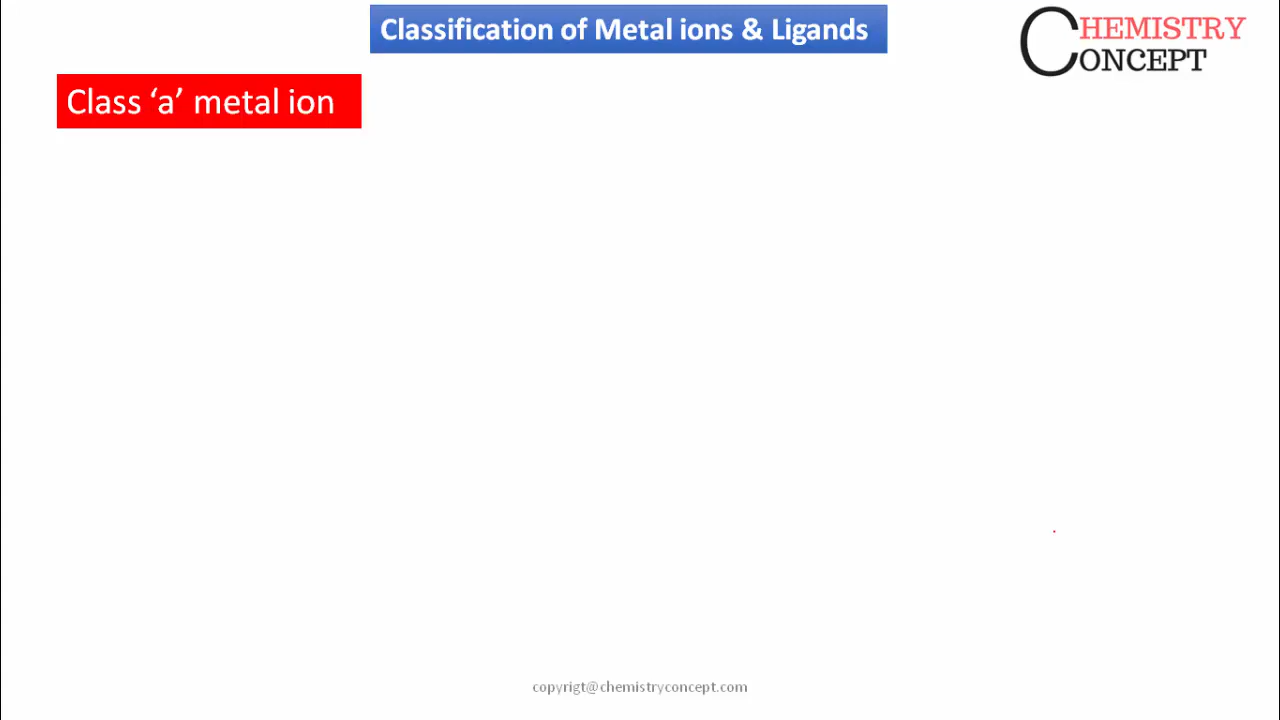 Classification of Metal ions & Ligands
CHEMISTRY
CONCEPT
Class ‘a’ metal ion
copyrigt@chemistryconcept.com